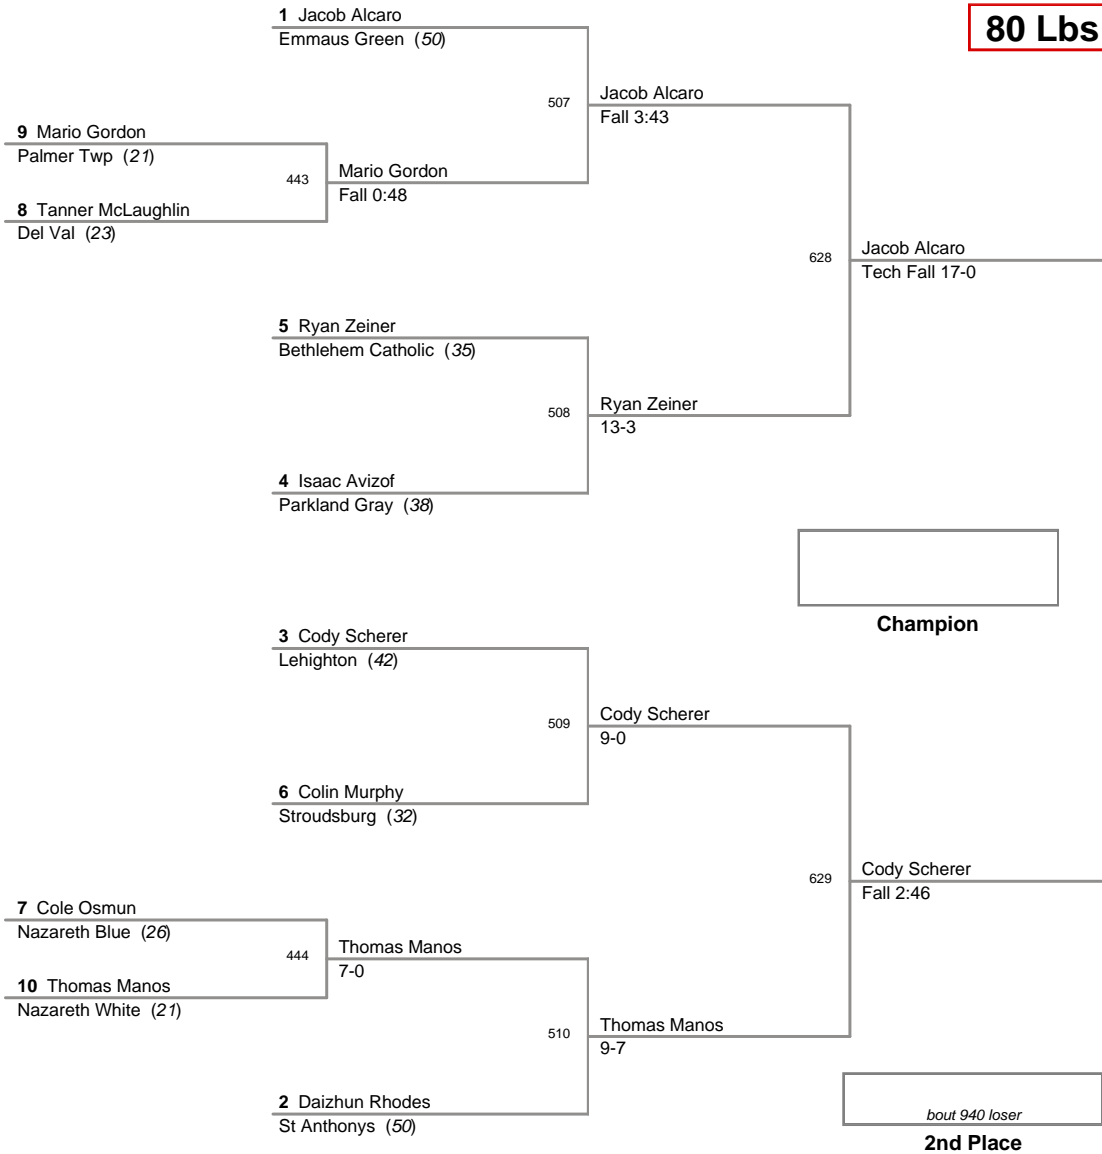 1 Jacob Alcaro
Emmaus Green (50)
80 Lbs
507
Jacob Alcaro
Fall 3:43
9 Mario Gordon
Palmer Twp (21)
443
Mario Gordon
Fall 0:48
8 Tanner McLaughlin
Del Val (23)
628
Jacob Alcaro
Tech Fall 17-0
5 Ryan Zeiner
Bethlehem Catholic (35)
508
Ryan Zeiner
13-3
4 Isaac Avizof
Parkland Gray (38)
Champion
3 Cody Scherer
Lehighton (42)
509
Cody Scherer
9-0
6 Colin Murphy
Stroudsburg (32)
629
Cody Scherer
Fall 2:46
7 Cole Osmun
Nazareth Blue (26)
444
Thomas Manos
7-0
10 Thomas Manos
Nazareth White (21)
510
Thomas Manos
9-7
2 Daizhun Rhodes
St Anthonys (50)
bout 940 loser
2nd Place